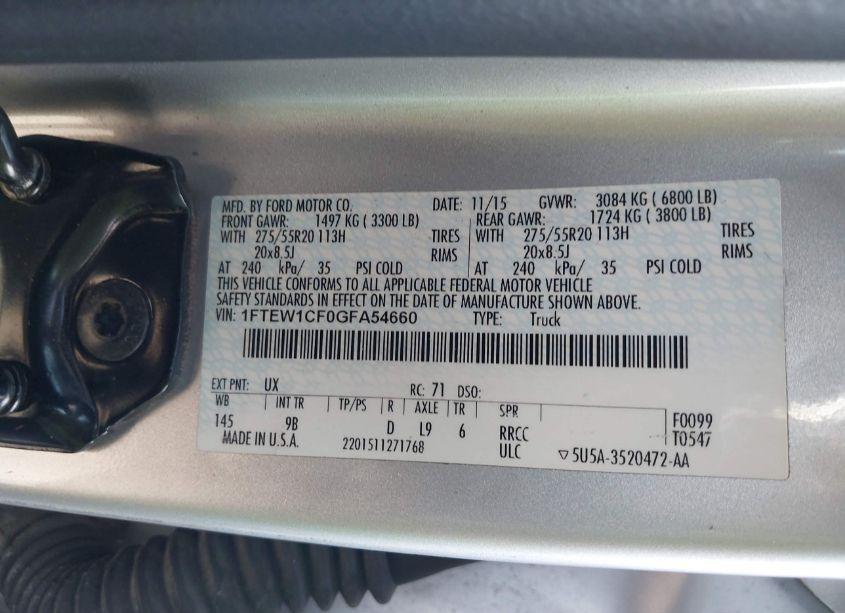 MFD. BY FORD MOTOR CO. DATE: 11/15 GVWR: 3084 KG ( 6800 LB)
FRONT GAWR: 1497 KG ( 3300 LB) REAR GAWR: 1724 KG ( 3800 LB)
WITH 275/55R20 113H TIRES WITH 275/55R20 113H TIRES
20x8.5J RIMS 20x8.5J RIMS
AT 240 kPa/ 35 PSI COLD AT 240 kPa/ 35 PSI COLD
THIS VEHICLE CONFORMS TO ALL APPLICABLE FEDERAL MOTOR VEHICLE
SAFETY STANDARDS IN EFFECT ON THE DATE OF MANUFACTURE SHOWN ABOVE.
VIN: 1FTEW1CF0GFA54660 TYPE: Truck
EXT PNT: UX RC: 71 DSO:
WB INT TR TP/PS R AXLE TR SPR F0099
145 9B D L9 6 RRCC T0547
MADE IN U.S.A. 2201511271768 ULC ▽5U5A-3520472-AA